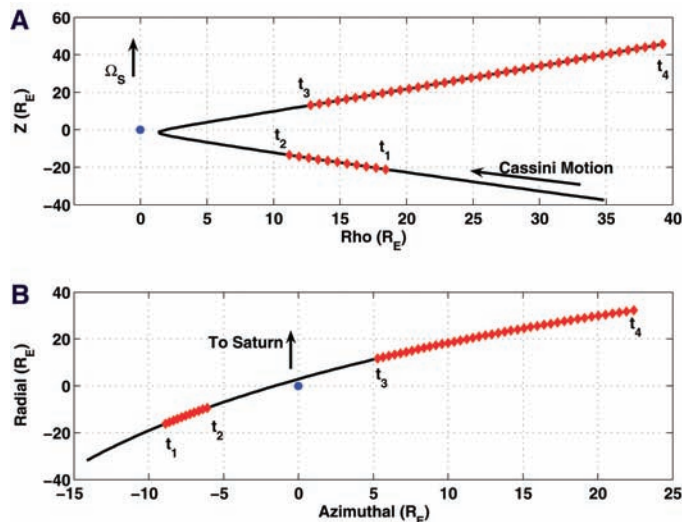 A
60
40
20
0
-20
-40
Z (R_E)
Ω_S
t_3
t_4
t_2
t_1
Cassini Motion
0 5 10 15 20 25 30 35 40
Rho (R_E)
B
40
20
0
-20
-40
Radial (R_E)
To Saturn
t_3
t_4
t_1
t_2
-15 -10 -5 0 5 10 15 20 25
Azimuthal (R_E)